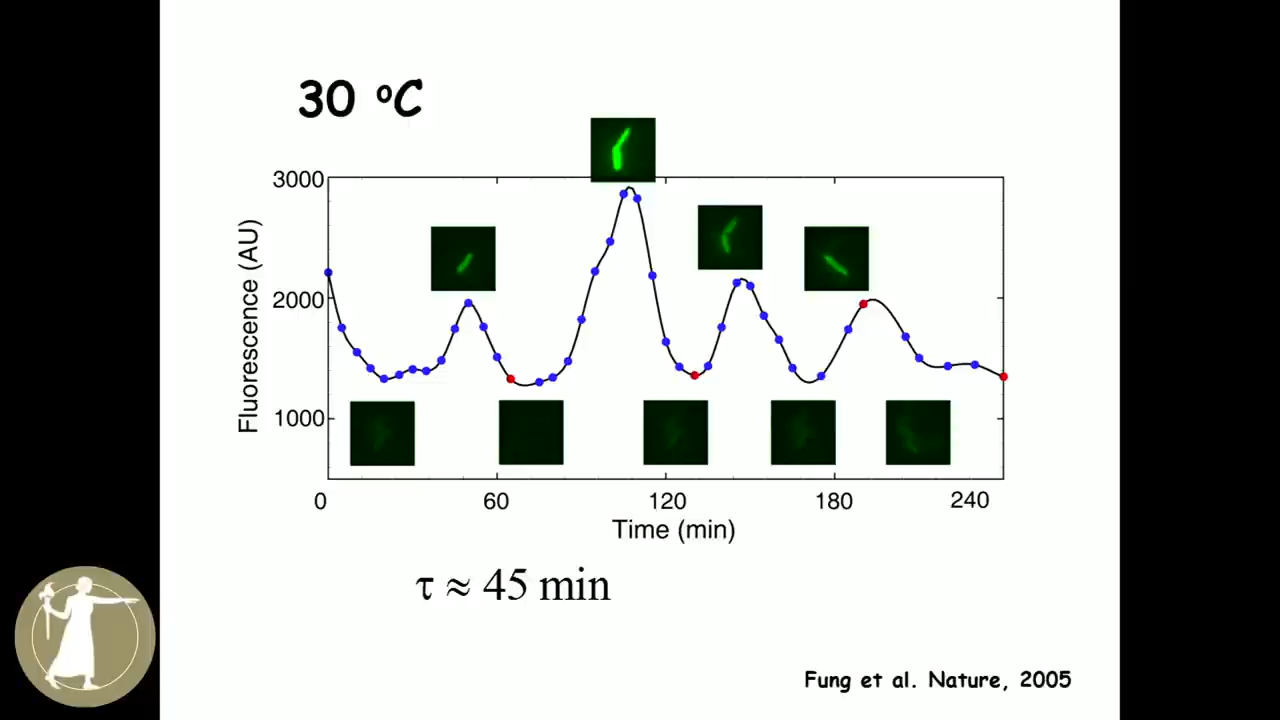 30 °C
3000
2000
1000
Fluorescence (AU)
0 60 120 180 240
Time (min)
τ ≈ 45 min
Fung et al. Nature, 2005